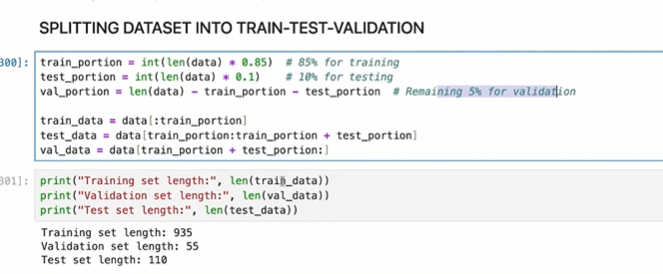 SPLITTING DATASET INTO TRAIN-TEST-VALIDATION
300]: train_portion = int(len(data) * 0.85)  # 85% for training
test_portion = int(len(data) * 0.1)    # 10% for testing
val_portion = len(data) - train_portion - test_portion  # Remaining 5% for validation
train_data = data[:train_portion]
test_data = data[train_portion:train_portion + test_portion]
val_data = data[train_portion + test_portion:]
301]: print("Training set length:", len(train_data))
print("Validation set length:", len(val_data))
print("Test set length:", len(test_data))
Training set length: 935
Validation set length: 55
Test set length: 110